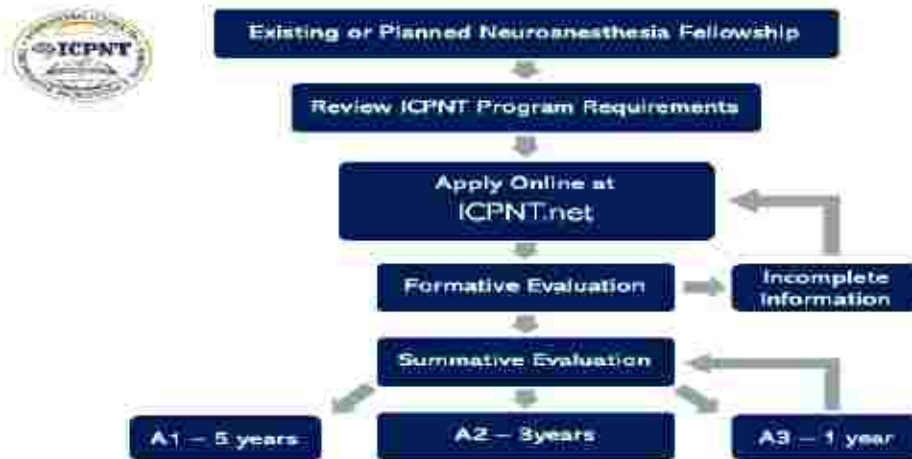 ICPNT
Existing or Planned Neuroanesthesia Fellowship
Review ICPNT Program Requirements
Apply Online at
ICPNT.net
Formative Evaluation
Incomplete
Information
Summative Evaluation
A1 – 5 years
A2 – 3years
A3 – 1 year